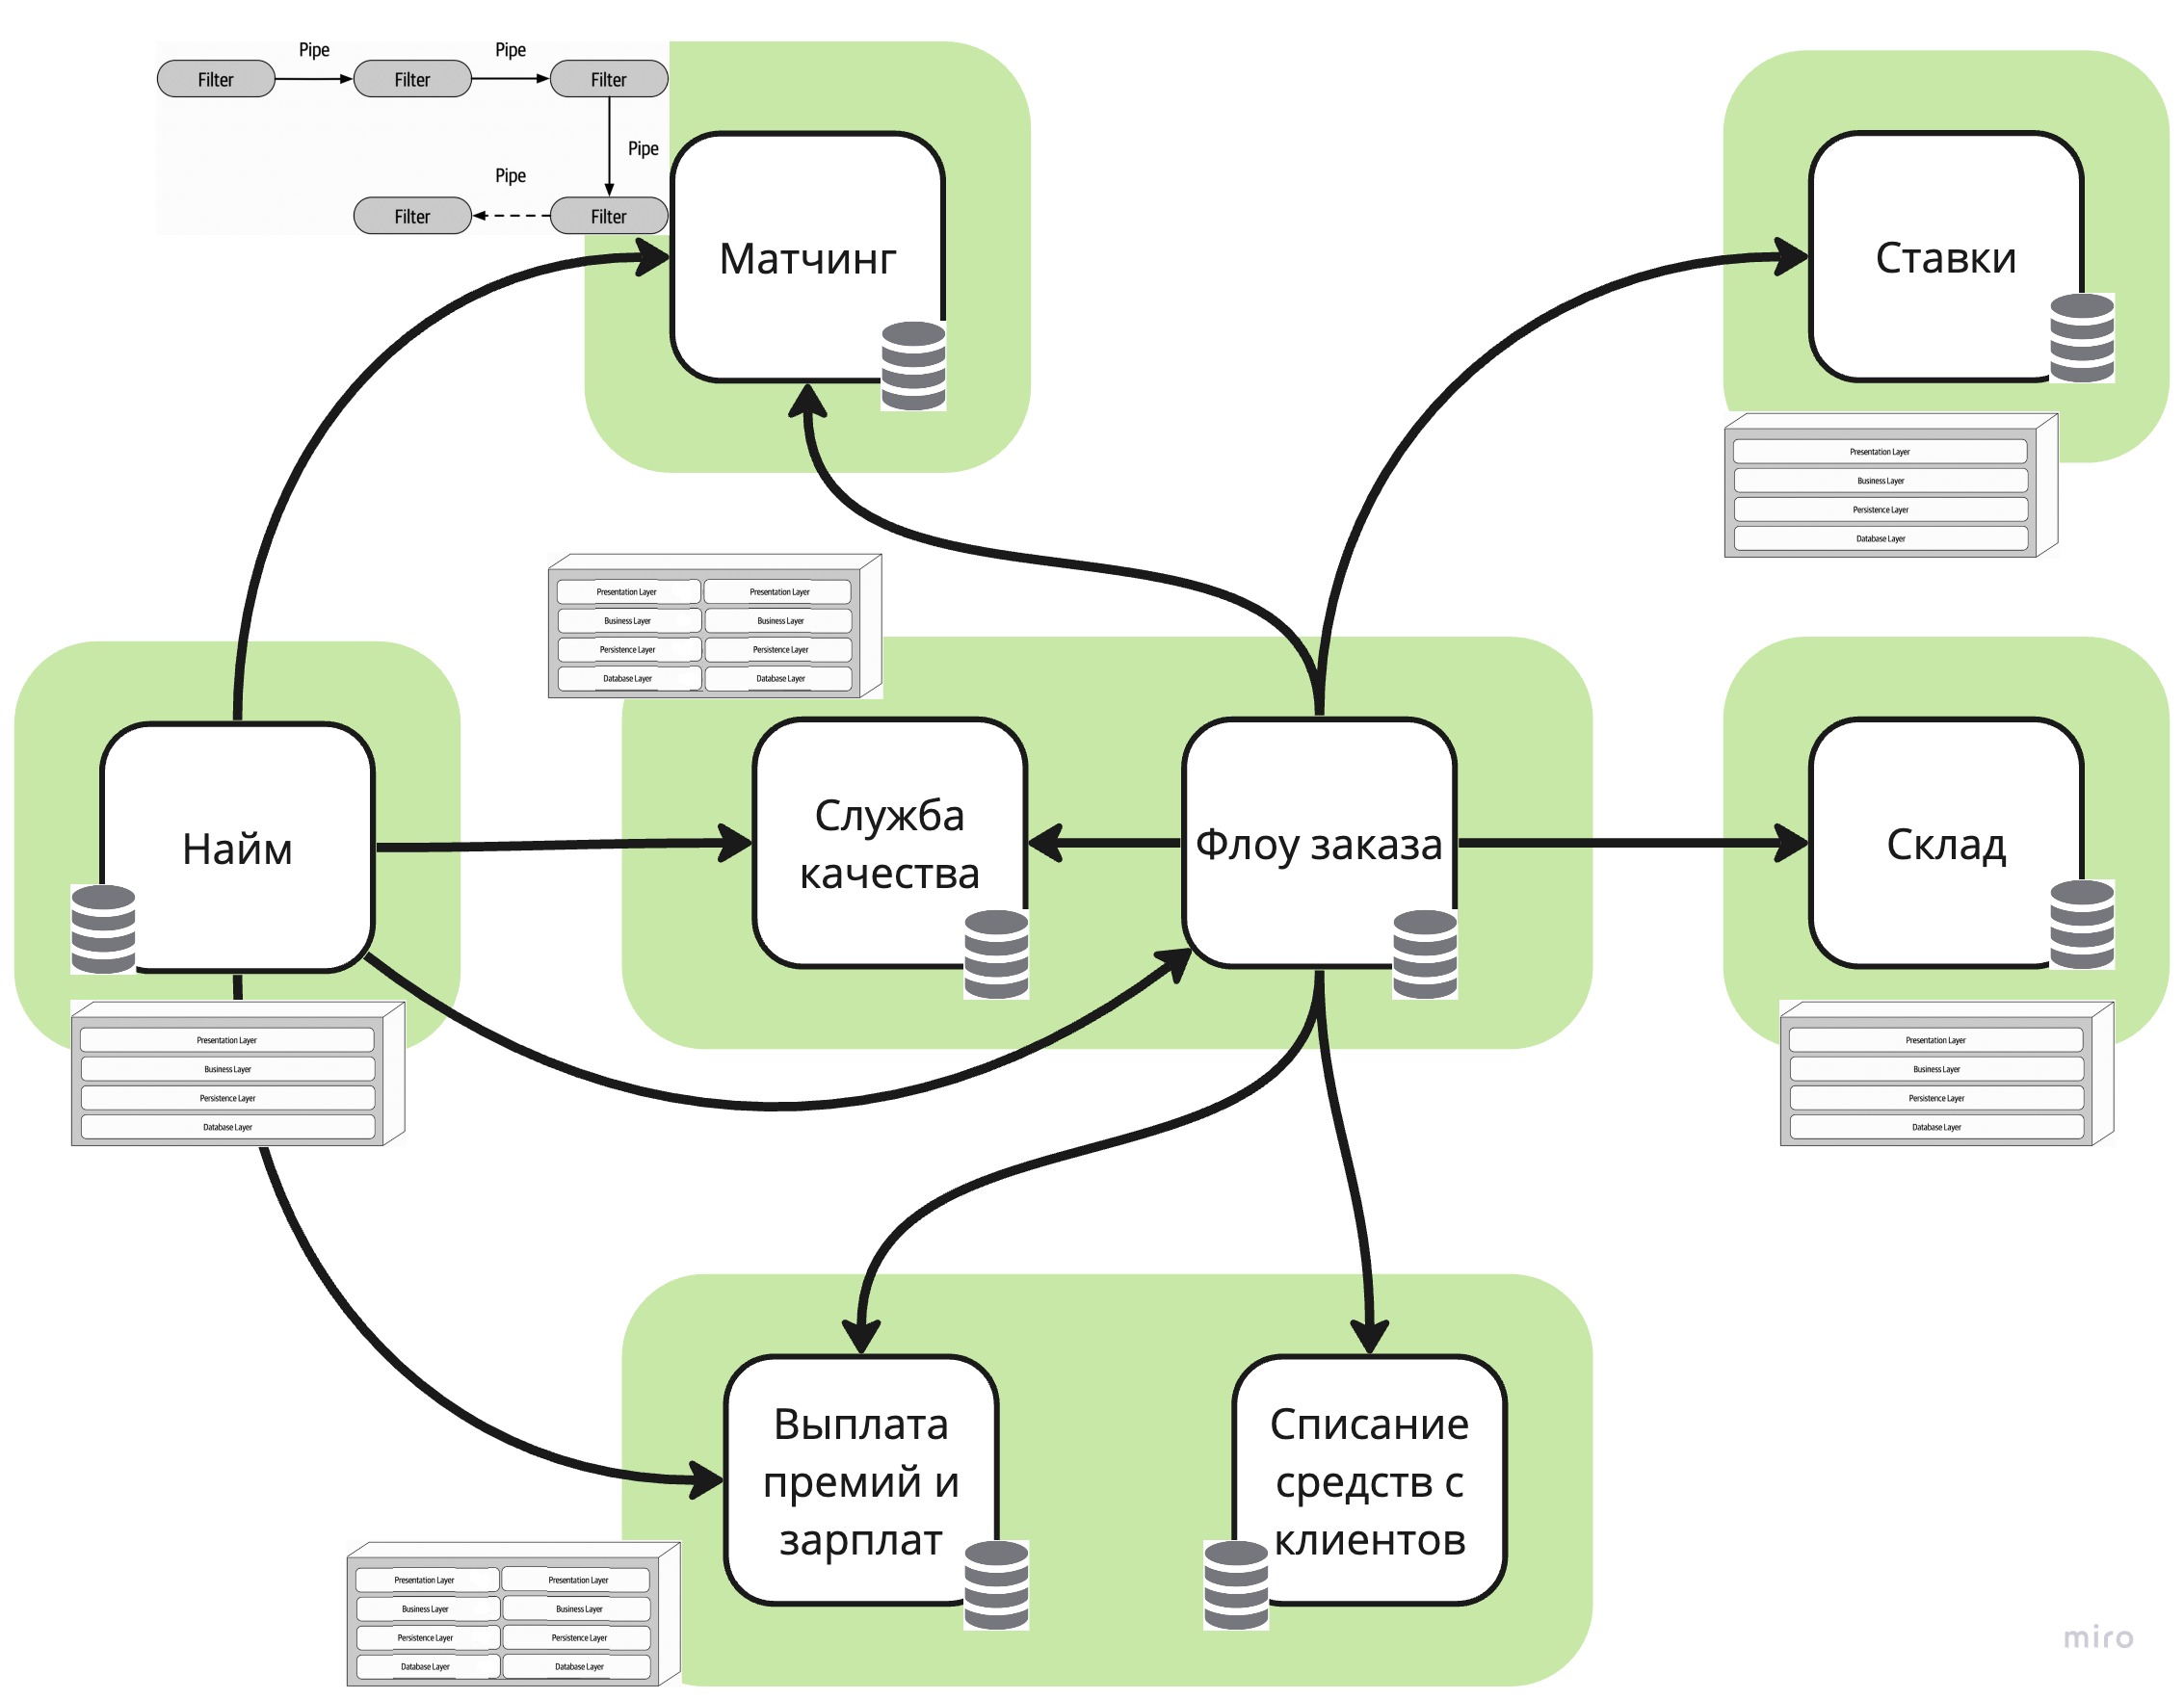 Pipe
Pipe
Filter
Filter
Filter
Pipe
Pipe
Filter
Filter
Матчинг
Ставки
Presentation Layer
Business Layer
Persistence Layer
Database Layer
Presentation Layer
Presentation Layer
Business Layer
Business Layer
Persistence Layer
Persistence Layer
Database Layer
Database Layer
Найм
Служба
качества
Флоу заказа
Склад
Presentation Layer
Business Layer
Persistence Layer
Database Layer
Presentation Layer
Business Layer
Persistence Layer
Database Layer
Выплата
премий и
зарплат
Списание
средств с
клиентов
Presentation Layer
Presentation Layer
Business Layer
Business Layer
Persistence Layer
Persistence Layer
Database Layer
Database Layer
miro